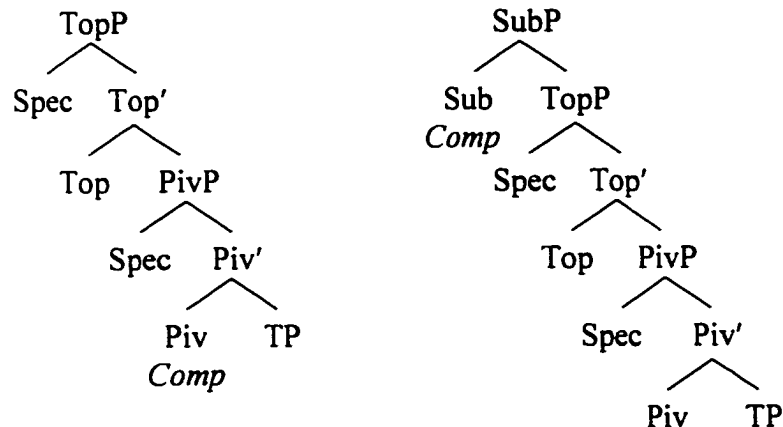 TopP SubP
Spec Top′ Sub TopP
Comp
Top PivP Spec Top′
Spec Piv′ Top PivP
Piv TP Spec Piv′
Comp
Piv TP